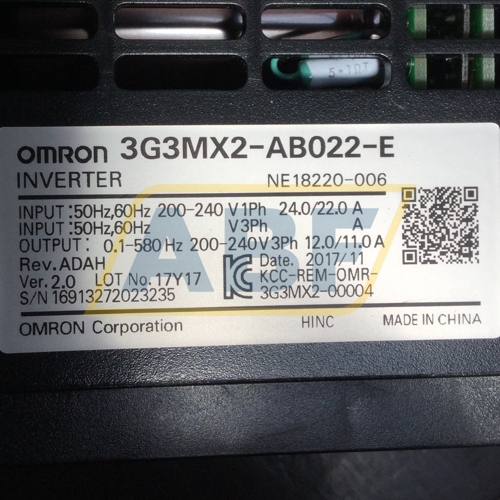 5•1DT
OMRON 3G3MX2-AB022-E
INVERTER NE18220-006
INPUT:50Hz,60Hz 200-240 V1Ph 24.0/22.0 A
INPUT:50Hz,60Hz V3Ph A
OUTPUT: 0.1-580 Hz 200-240V3Ph 12.0/11.0 A
Rev.ADAH Date. 2017/11
Ver. 2.0 LOT No.17Y17 KCC-REM-OMR-
S/N 16913272023235 3G3MX2-00004
OMRON Corporation HINC MADE IN CHINA
ABF